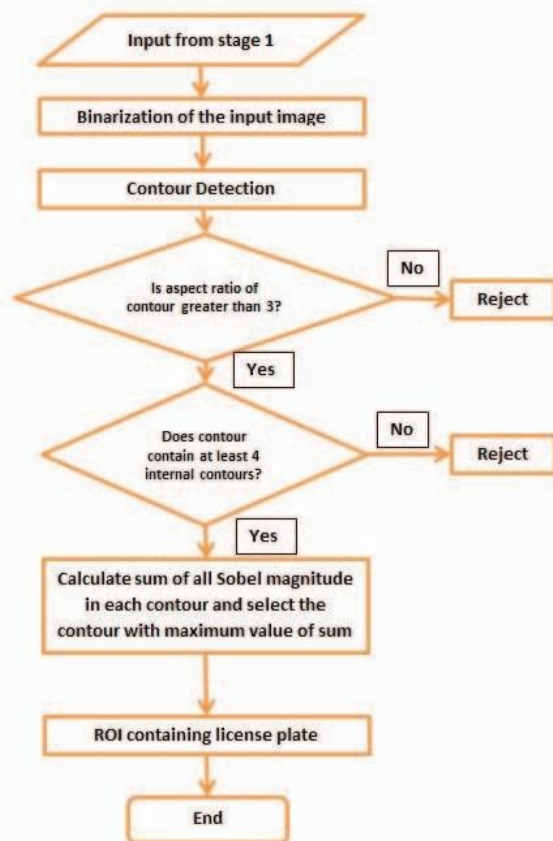 Input from stage 1
Binarization of the input image
Contour Detection
Is aspect ratio of
contour greater than 3?
No
Reject
Yes
Does contour
contain at least 4
internal contours?
No
Reject
Yes
Calculate sum of all Sobel magnitude
in each contour and select the
contour with maximum value of sum
ROI containing license plate
End